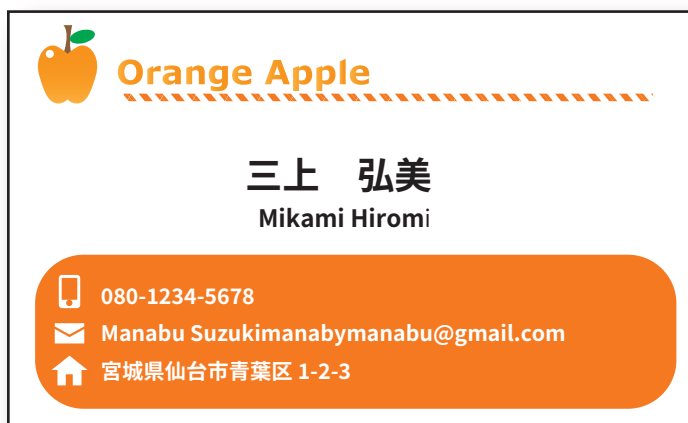 Orange Apple
三上　弘美
Mikami Hiromi
080-1234-5678
Manabu Suzukimanabymanabu@gmail.com
宮城県仙台市青葉区 1-2-3